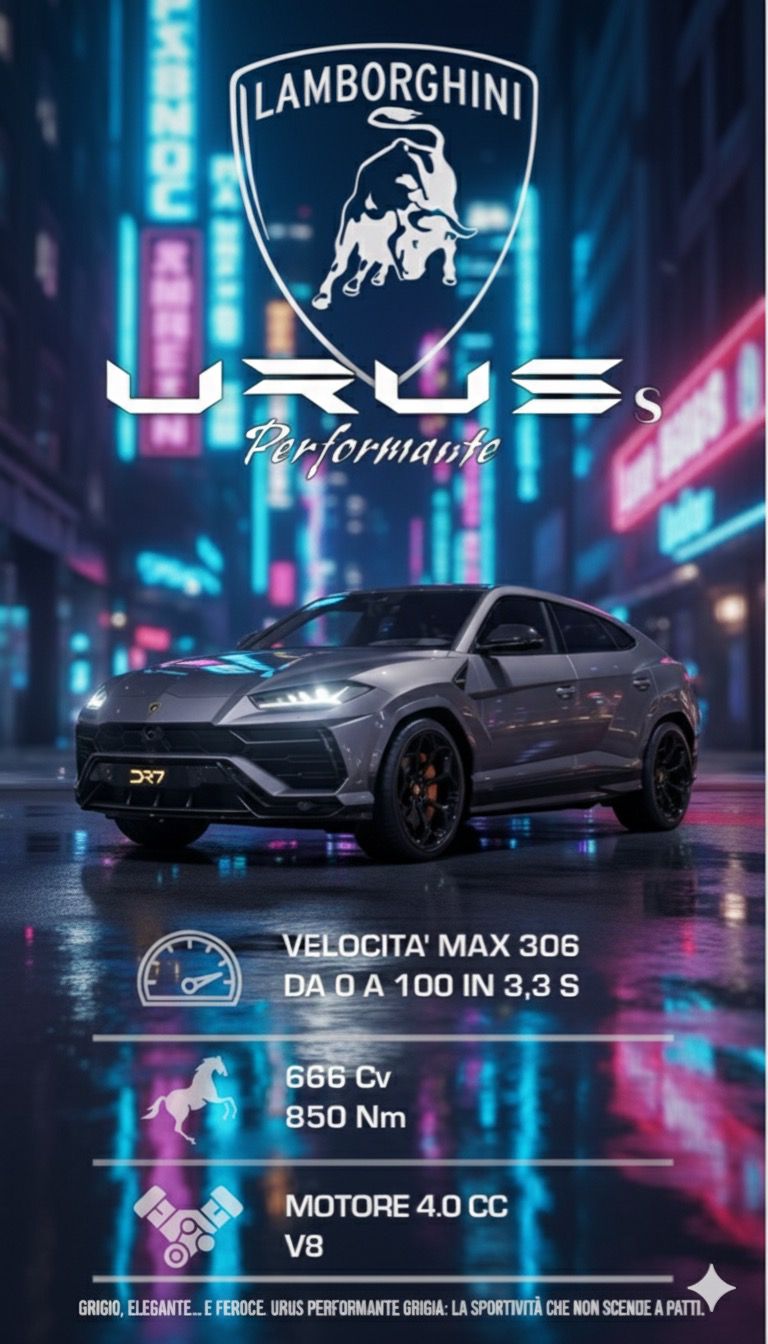 LAMBORGHINI
URUS S
Performante
DR7
VELOCITA' MAX 306
DA 0 A 100 IN 3,3 S
666 Cv
850 Nm
MOTORE 4.0 CC
V8
GRIGIO, ELEGANTE... E FEROCE. URUS PERFORMANTE GRIGIA: LA SPORTIVITÀ CHE NON SCENDE A PATTI.